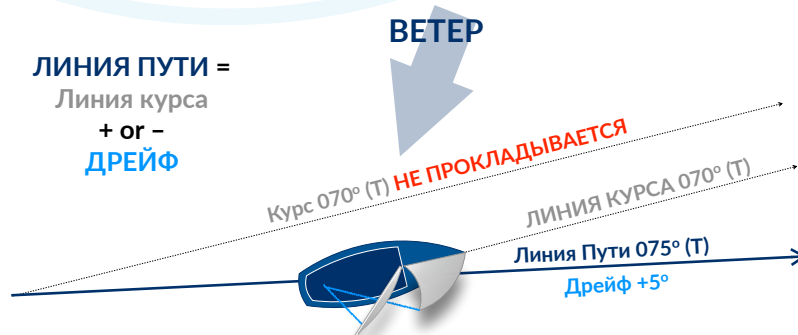 ВЕТЕР
ЛИНИЯ ПУТИ =
Линия курса
+ or –
ДРЕЙФ
Курс 070° (T) НЕ ПРОКЛАДЫВАЕТСЯ
ЛИНИЯ КУРСА 070° (T)
Линия Пути 075° (T)
Дрейф +5°